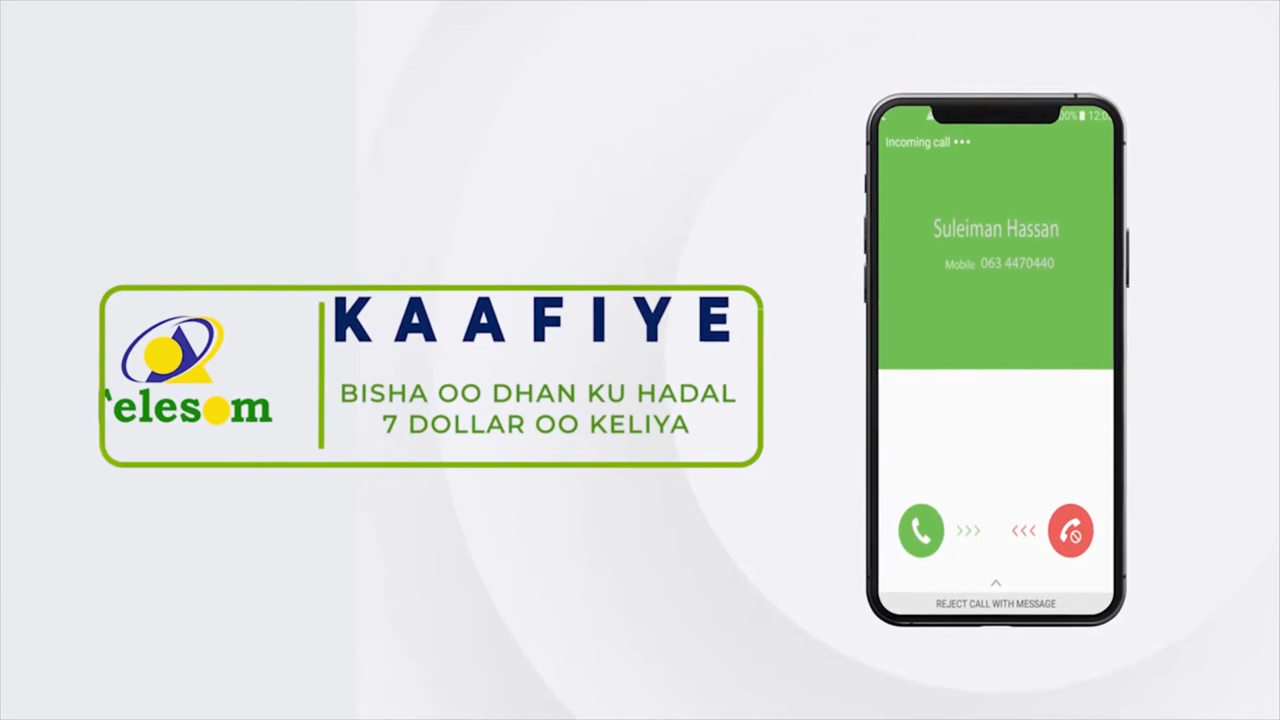 KAAFIYE
BISHA OO DHAN KU HADAL
7 DOLLAR OO KELIYA
'elesom
Incoming call •••
Suleiman Hassan
Mobile 063 4470440
REJECT CALL WITH MESSAGE